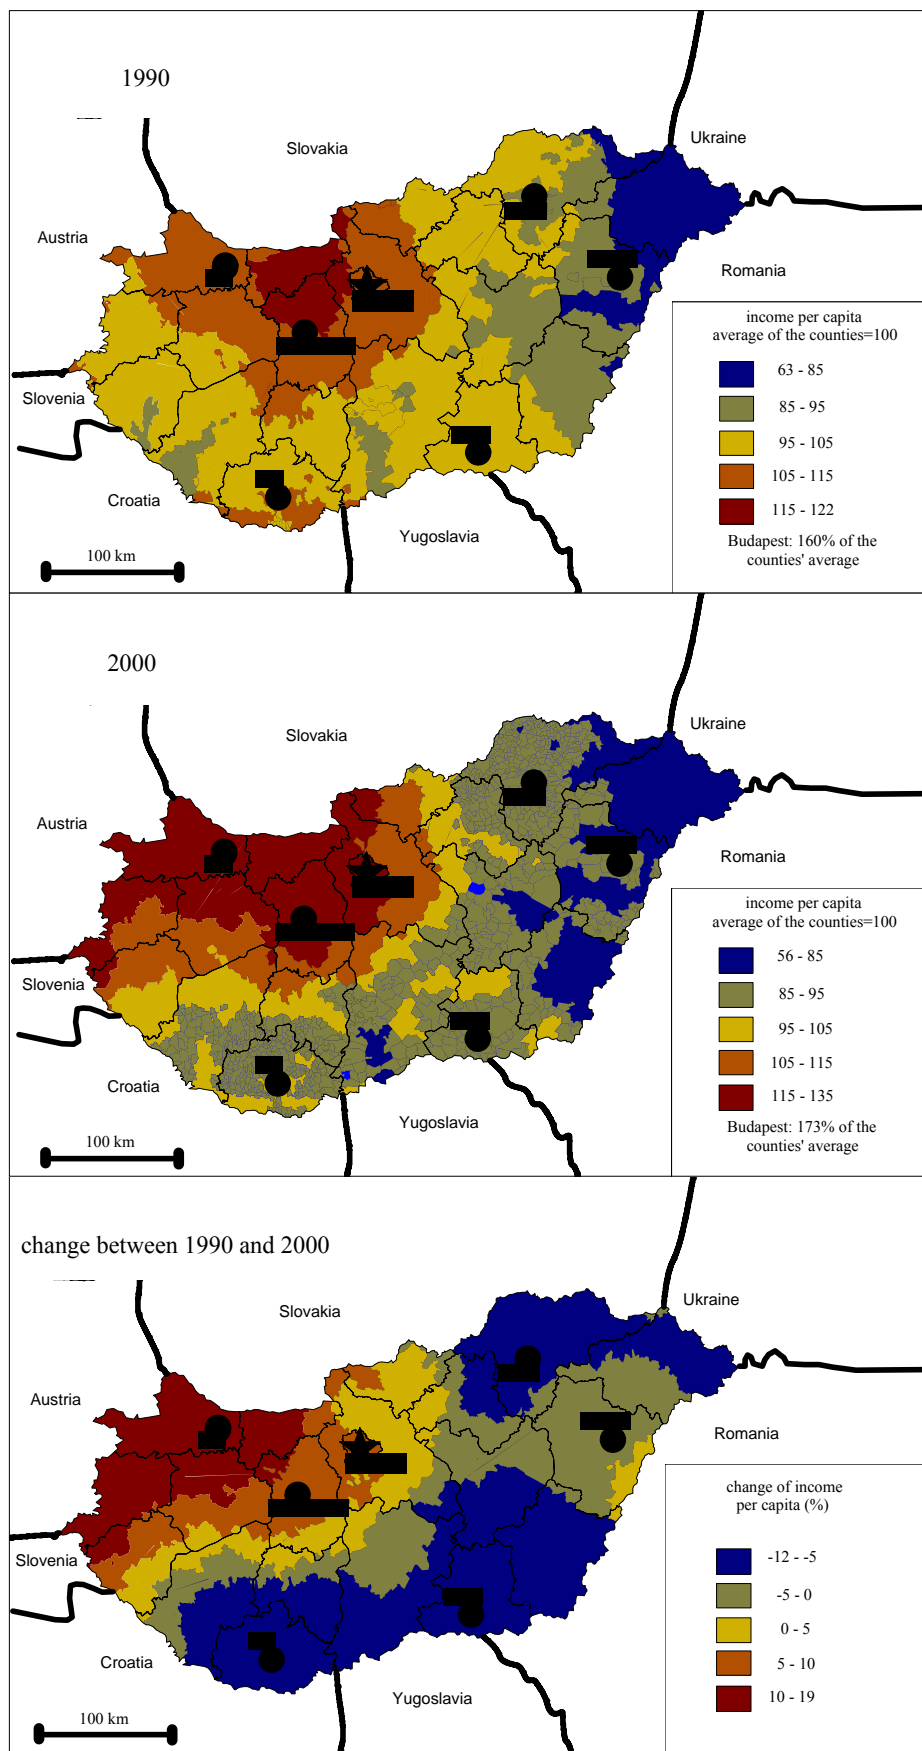 1990
Slovakia
Ukraine
Austria
Romania
Slovenia
Croatia
Yugoslavia
100 km
income per capita
average of the counties=100
63 - 85
85 - 95
95 - 105
105 - 115
115 - 122
Budapest: 160% of the
counties' average
2000
Slovakia
Ukraine
Austria
Romania
Slovenia
Croatia
Yugoslavia
100 km
income per capita
average of the counties=100
56 - 85
85 - 95
95 - 105
105 - 115
115 - 135
Budapest: 173% of the
counties' average
change between 1990 and 2000
Slovakia
Ukraine
Austria
Romania
Slovenia
Croatia
Yugoslavia
100 km
change of income
per capita (%)
-12 - -5
-5 - 0
0 - 5
5 - 10
10 - 19